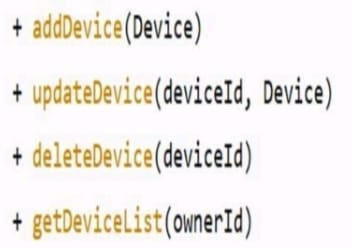 + addDevice(Device)
+ updateDevice(deviceId, Device)
+ deleteDevice(deviceId)
+ getDeviceList(ownerId)